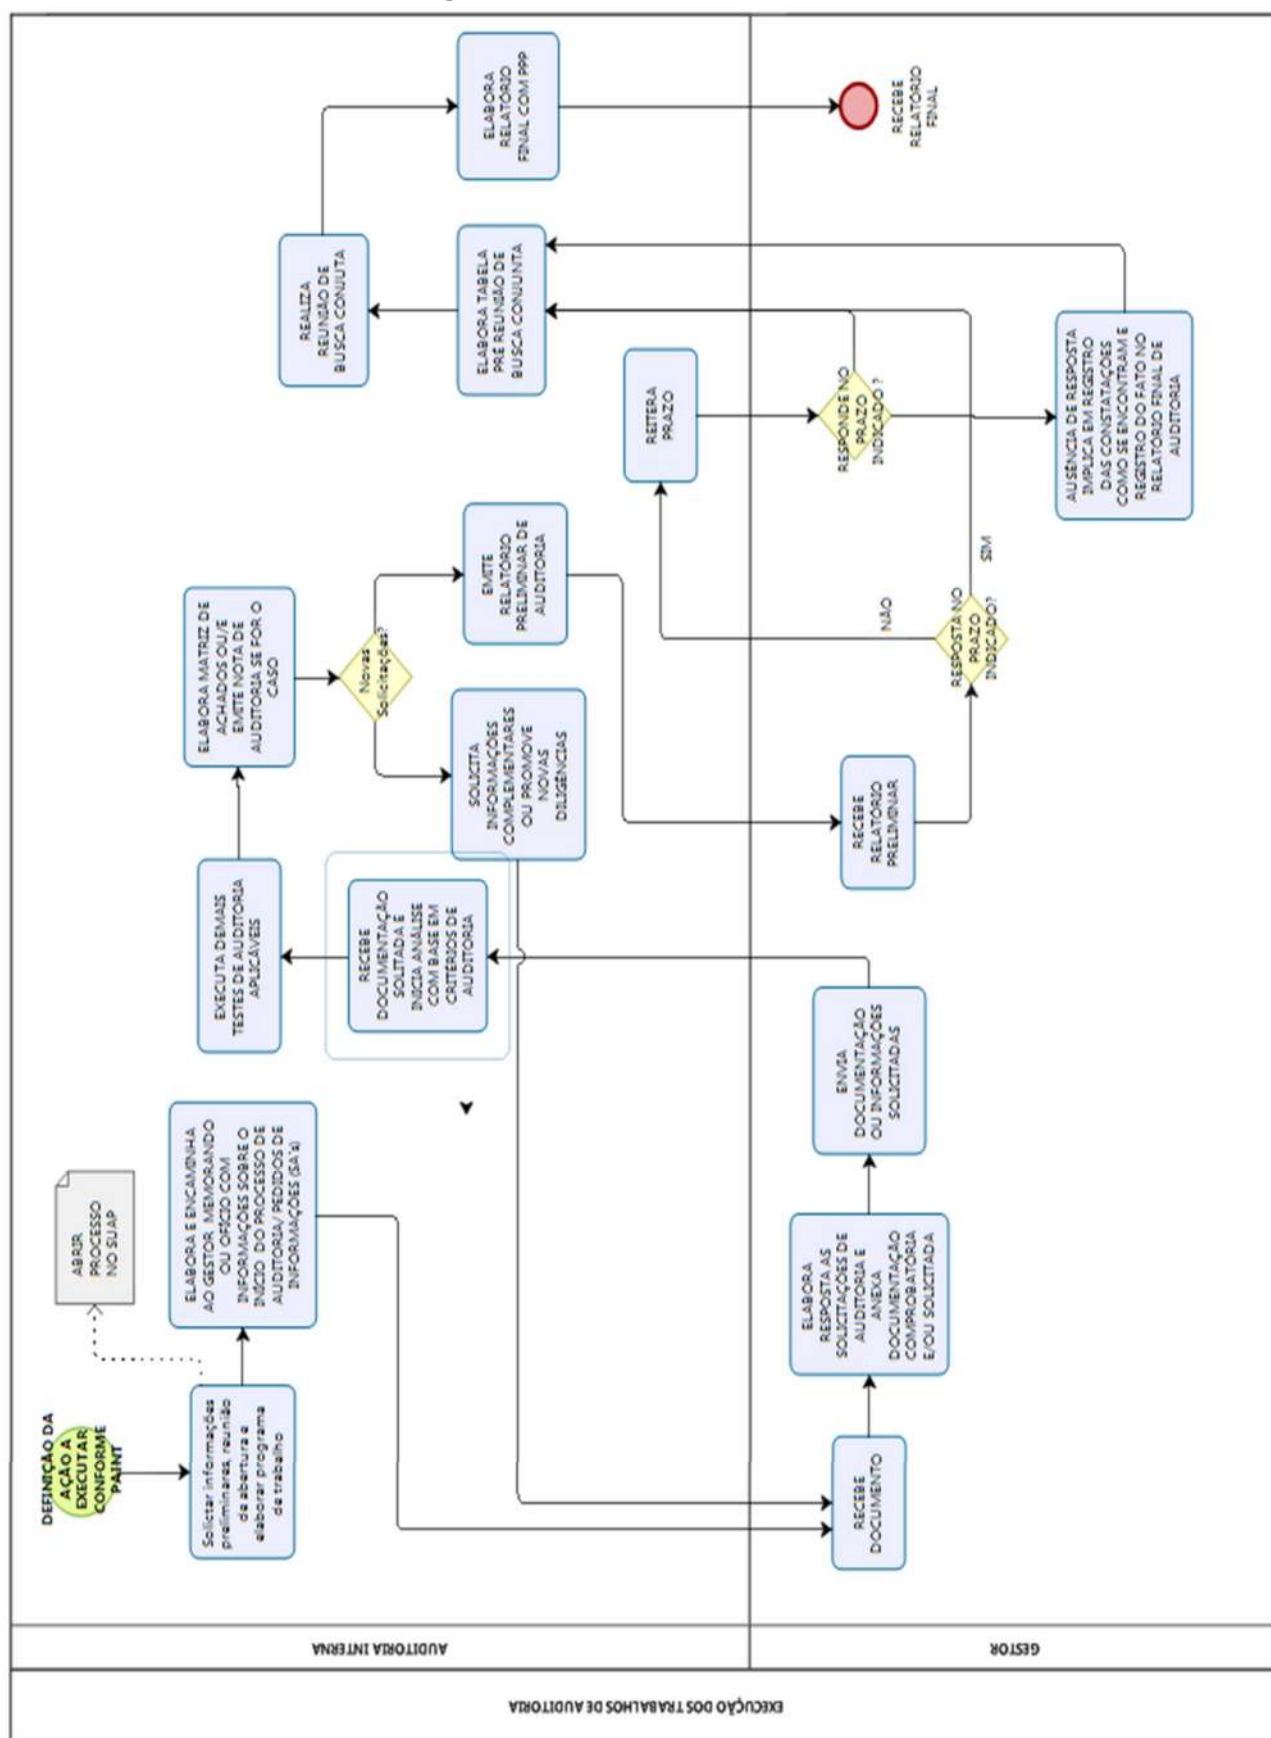 EXECUÇÃO DOS TRABALHOS DE AUDITORIA
AUDITORIA INTERNA
DEFINIÇÃO DA
AÇÃO A
EXECUTAR
CONFORME
PAINT
Solictar informações
preliminares, reunião
de abertura e
elaborar programa
de trabalho
ABRIR
PROCESSO
NO SUAP
ELABORA E ENCAMINHA
AO GESTOR MEMORANDO
OU OFÍCIO COM
INFORMAÇÕES SOBRE O
INÍCIO DO PROCESSO DE
AUDITORIA/ PEDIDOS DE
INFORMAÇÕES (SA's)
EXECUTA DEMAIS
TESTES DE AUDITORIA
APLICÁVEIS
RECEBE
DOCUMENTAÇÃO
SOLITADA E
INICIA ANÁLISE
COM BASE EM
CRITÉRIOS DE
AUDITORIA
ELABORA MATRIZ DE
ACHADOS OU/E
EMITE NOTA DE
AUDITORIA SE FOR O
CASO
Novas
Solicitações?
SOLICITA
INFORMAÇÕES
COMPLEMENTARES
OU PROMOVE
NOVAS
DILIGÊNCIAS
EMITE
RELATÓRIO
PRELIMINAR DE
AUDITORIA
REITERA
PRAZO
REALIZA
REUNIÃO DE
BUSCA CONJUTA
ELABORA TABELA
PRÉ REUNIÃO DE
BUSCA CONJUNTA
ELABORA
RELATÓRIO
FINAL COM PPP
GESTOR
RECEBE
DOCUMENTO
ELABORA
RESPOSTA AS
SOLICITAÇÕES DE
AUDITORIA E
ANEXA
DOCUMENTAÇÃO
COMPROBATÓRIA
E/OU SOLICITADA
ENVIA
DOCUMENTAÇÃO
OU INFORMAÇÕES
SOLICITADAS
RECEBE
RELATÓRIO
PRELIMINAR
RESPOSTA NO
PRAZO
INDICADO?
NÃO
SIM
RESPONDE NO
PRAZO
INDICADO ?
AUSÊNCIA DE RESPOSTA
IMPLICA EM REGISTRO
DAS CONSTATAÇÕES
COMO SE ENCONTRAM E
REGISTRO DO FATO NO
RELATÓRIO FINAL DE
AUDITORIA
RECEBE
RELATÓRIO
FINAL